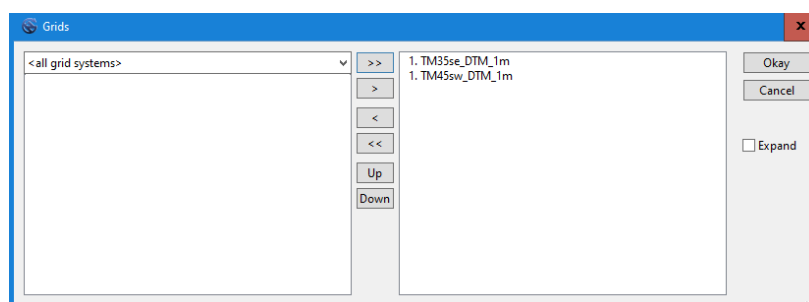 Grids
<all grid systems>
>>
>
<
<<
Up
Down
1. TM35se_DTM_1m
1. TM45sw_DTM_1m
Okay
Cancel
Expand